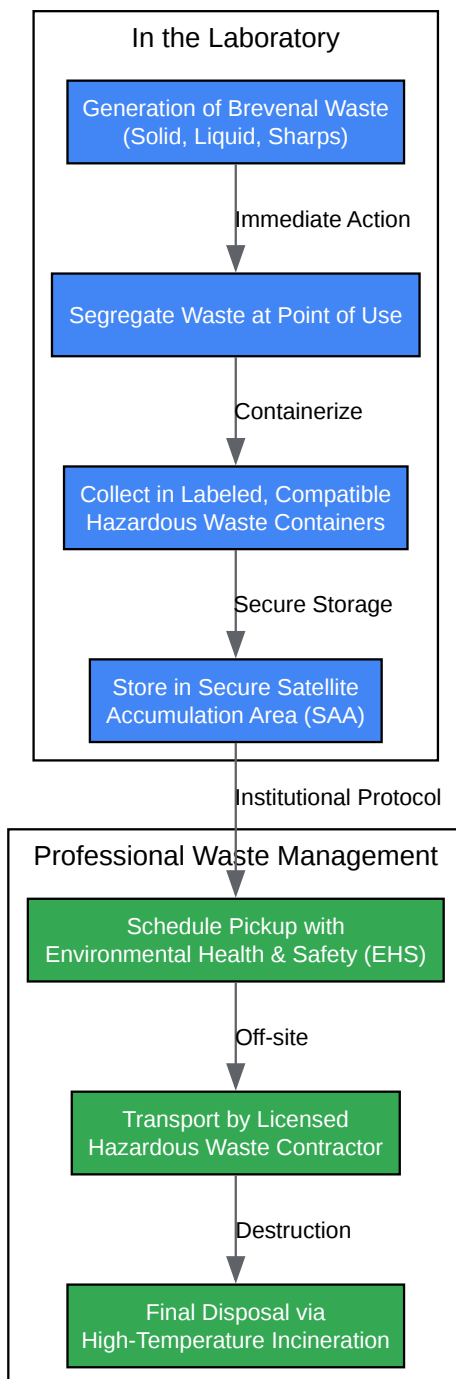 In the Laboratory
Generation of Brevenal Waste
(Solid, Liquid, Sharps)
Immediate Action
Segregate Waste at Point of Use
Containerize
Collect in Labeled, Compatible
Hazardous Waste Containers
Secure Storage
Store in Secure Satellite
Accumulation Area (SAA)
Institutional Protocol
Professional Waste Management
Schedule Pickup with
Environmental Health & Safety (EHS)
Off-site
Transport by Licensed
Hazardous Waste Contractor
Destruction
Final Disposal via
High-Temperature Incineration